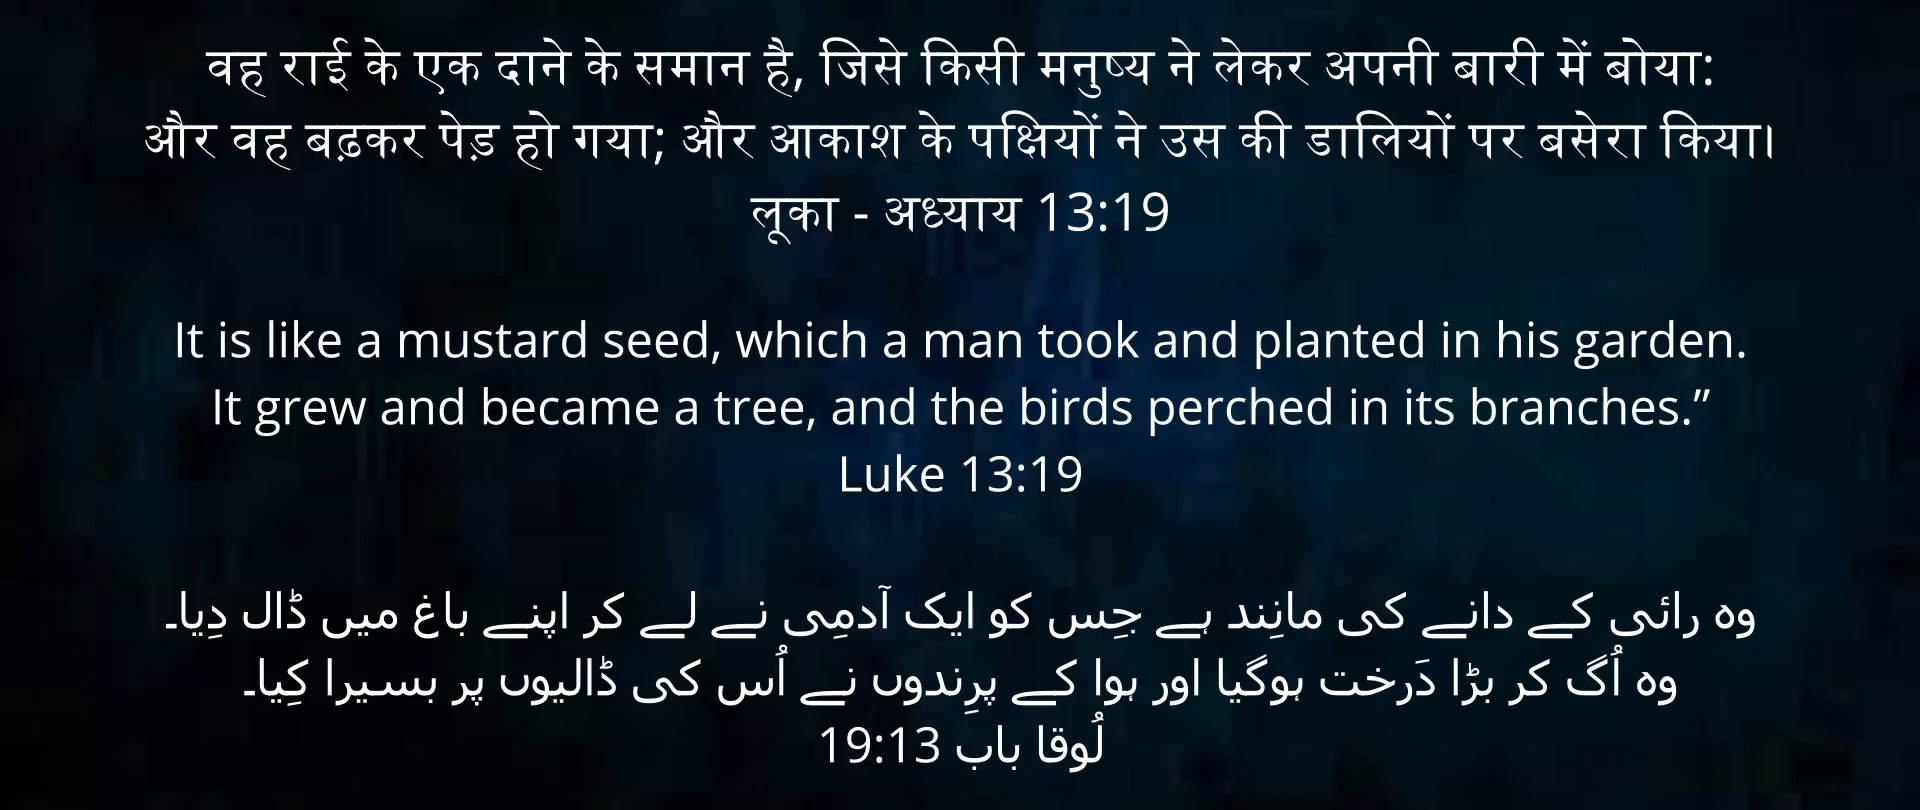 वह राई के एक दाने के समान है, जिसे किसी मनुष्य ने लेकर अपनी बारी में बोया:
और वह बढ़कर पेड़ हो गया; और आकाश के पक्षियों ने उस की डालियों पर बसेरा किया।
लूका - अध्याय 13:19
It is like a mustard seed, which a man took and planted in his garden.
It grew and became a tree, and the birds perched in its branches.”
Luke 13:19
وہ رائی کے دانے کی مانِند ہے جِس کو ایک آدمِی نے لے کر اپنے باغ میں ڈال دِیا۔
وہ اُگ کر بڑا دَرخت ہوگیا اور ہوا کے پرِندوں نے اُس کی ڈالیوں پر بسیرا کِیا۔
لُوقا باب 19:13